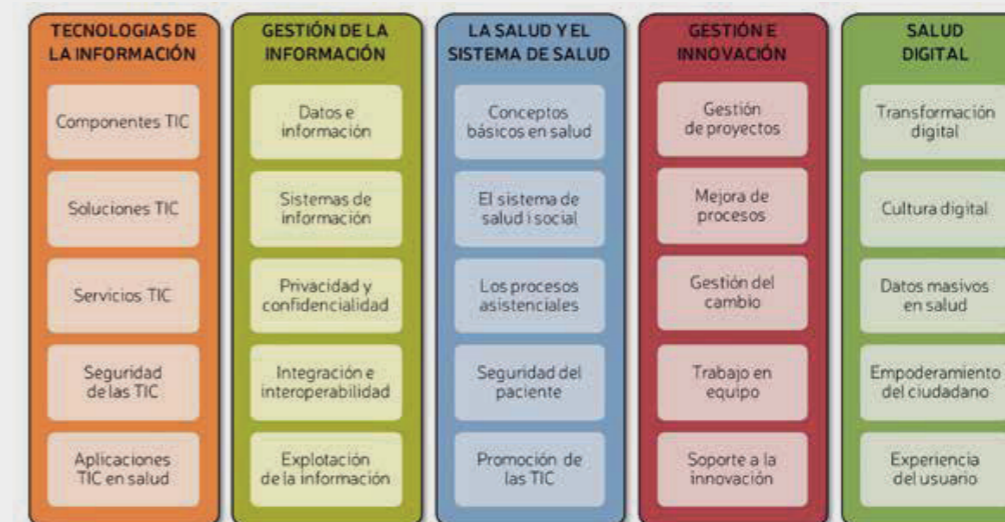 TECNOLOGIAS DE
LA INFORMACIÓN
Componentes TIC
Soluciones TIC
Servicios TIC
Seguridad
de las TIC
Aplicaciones
TIC en salud
GESTIÓN DE LA
INFORMACIÓN
Datos e
información
Sistemas de
información
Privacidad y
confidencialidad
Integración e
interoperabilidad
Explotación
de la información
LA SALUD Y EL
SISTEMA DE SALUD
Conceptos
básicos en salud
El sistema de
salud i social
Los procesos
asistenciales
Seguridad del
paciente
Promoción de
las TIC
GESTIÓN E
INNOVACIÓN
Gestión
de proyectos
Mejora de
procesos
Gestión del
cambio
Trabajo en
equipo
Soporte a la
innovación
SALUD
DIGITAL
Transformación
digital
Cultura digital
Datos masivos
en salud
Empoderamiento
del ciudadano
Experiencia
del usuario